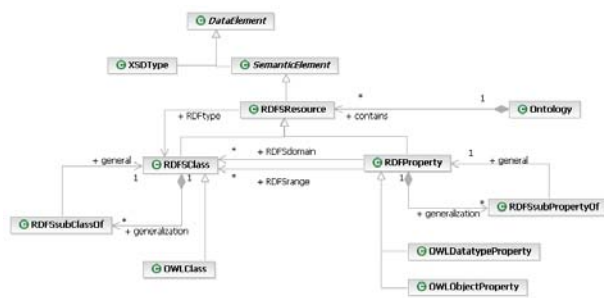 DataElement
XSDType
SemanticElement
RDFSResource
* 1
Ontology
+ RDFtype
+ contains
+ general
* + RDFSdomain
1
+ general
RDFSClass
RDFProperty
1 1
* + RDFSrange
1
*
*
RDFSsubClassOf
+ generalization
+ generalization
RDFSsubPropertyOf
OWLClass
OWLDatatypeProperty
OWLObjectProperty